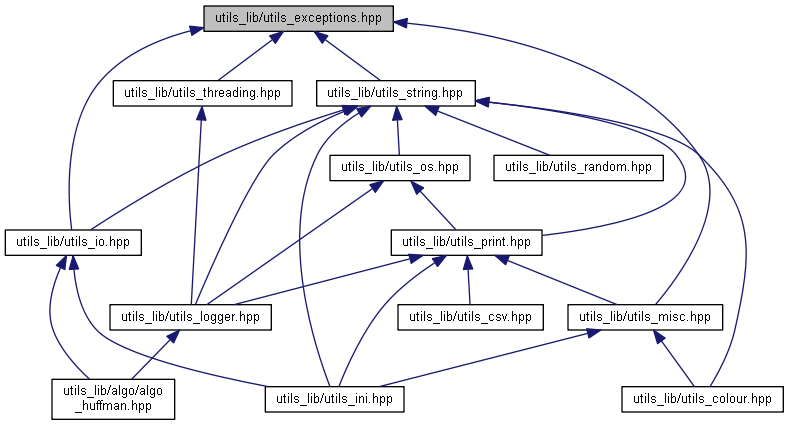 utils_lib/utils_exceptions.hpp
utils_lib/utils_threading.hpp
utils_lib/utils_string.hpp
utils_lib/utils_os.hpp
utils_lib/utils_random.hpp
utils_lib/utils_io.hpp
utils_lib/utils_print.hpp
utils_lib/utils_logger.hpp
utils_lib/utils_csv.hpp
utils_lib/utils_misc.hpp
utils_lib/algo/algo
_huffman.hpp
utils_lib/utils_ini.hpp
utils_lib/utils_colour.hpp